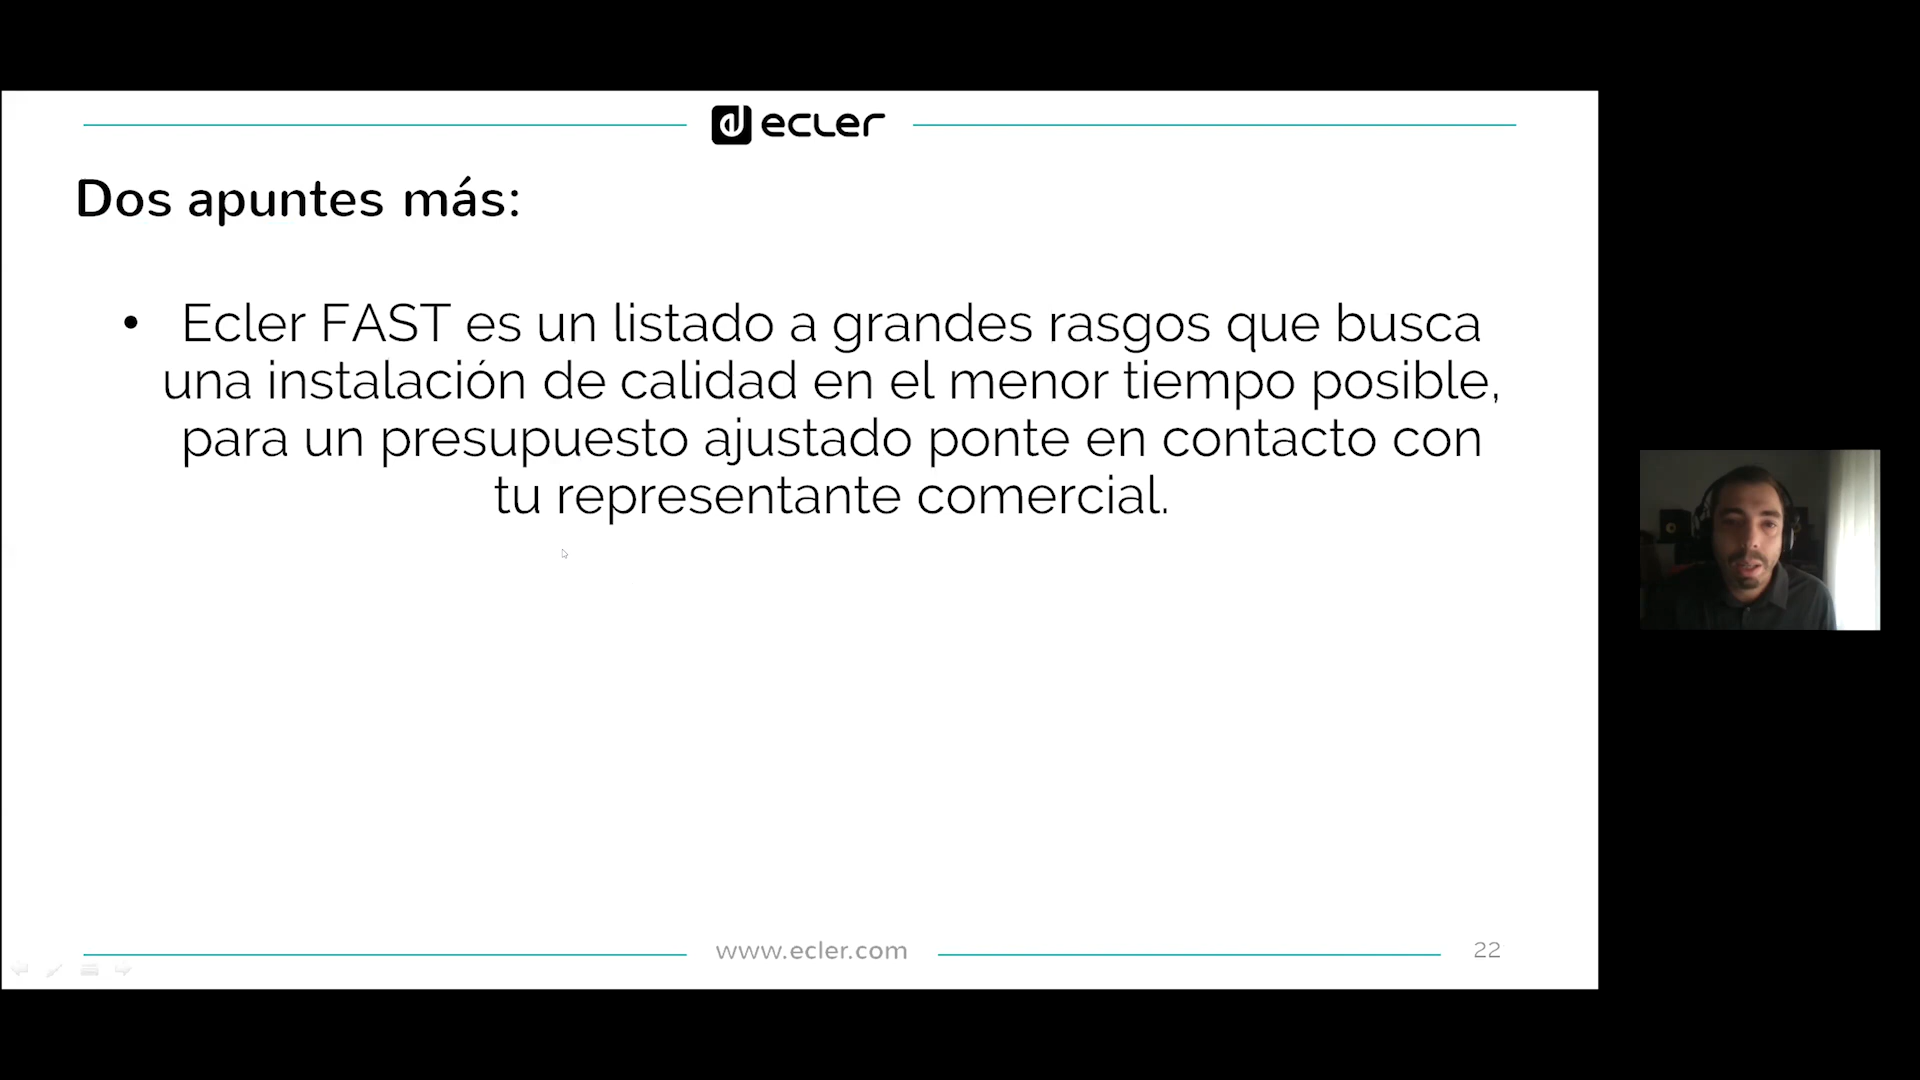 ecler
Dos apuntes más:
• Ecler FAST es un listado a grandes rasgos que busca
una instalación de calidad en el menor tiempo posible,
para un presupuesto ajustado ponte en contacto con
tu representante comercial.
www.ecler.com
22